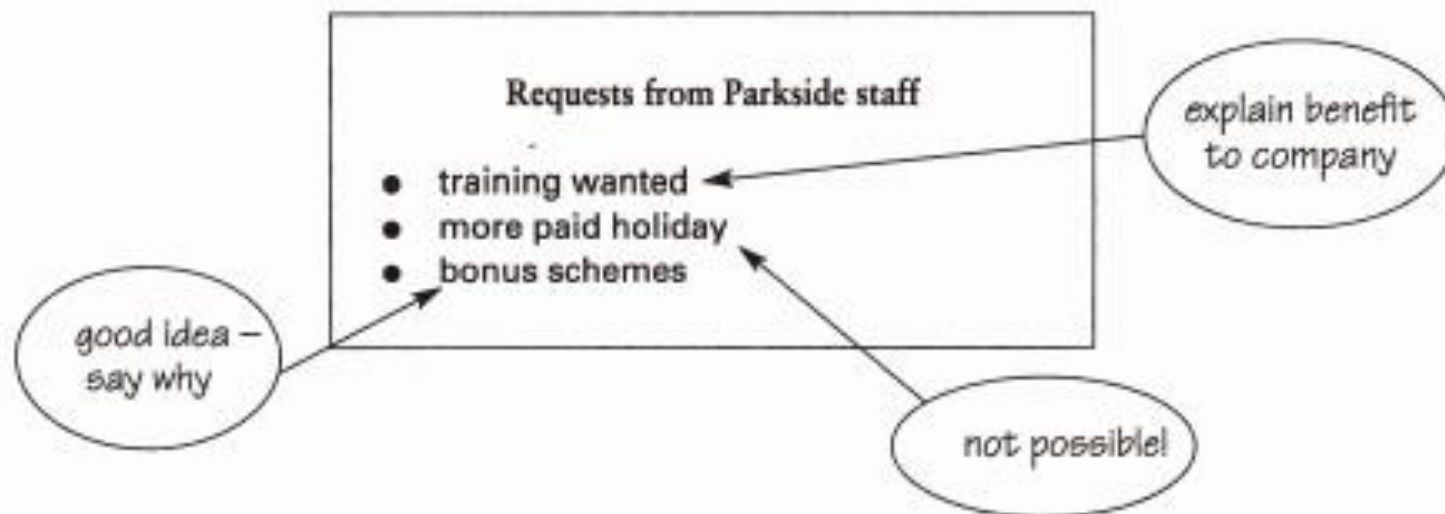 Requests from Parkside staff
● training wanted
● more paid holiday
● bonus schemes
explain benefit
to company
good idea –
say why
not possible!